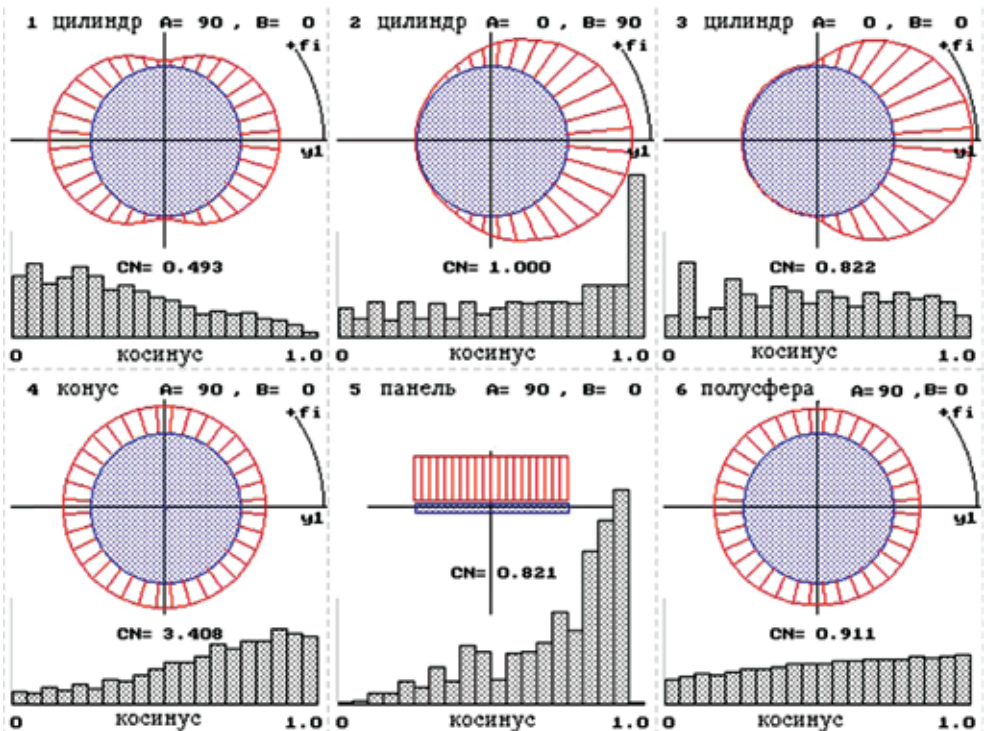 1 цилиндр A= 90 , B= 0
+fi
y1
CN= 0.493
0 косинус 1.0
2 цилиндр A= 0 , B= 90
+fi
y1
CN= 1.000
0 косинус 1.0
3 цилиндр A= 0 , B= 0
+fi
y1
CN= 0.822
0 косинус 1.0
4 конус A= 90 , B= 0
+fi
y1
CN= 3.408
0 косинус 1.0
5 панель A= 90 , B= 0
CN= 0.821
0 косинус 1.0
6 полусфера A= 90 , B= 0
+fi
y1
CN= 0.911
0 косинус 1.0